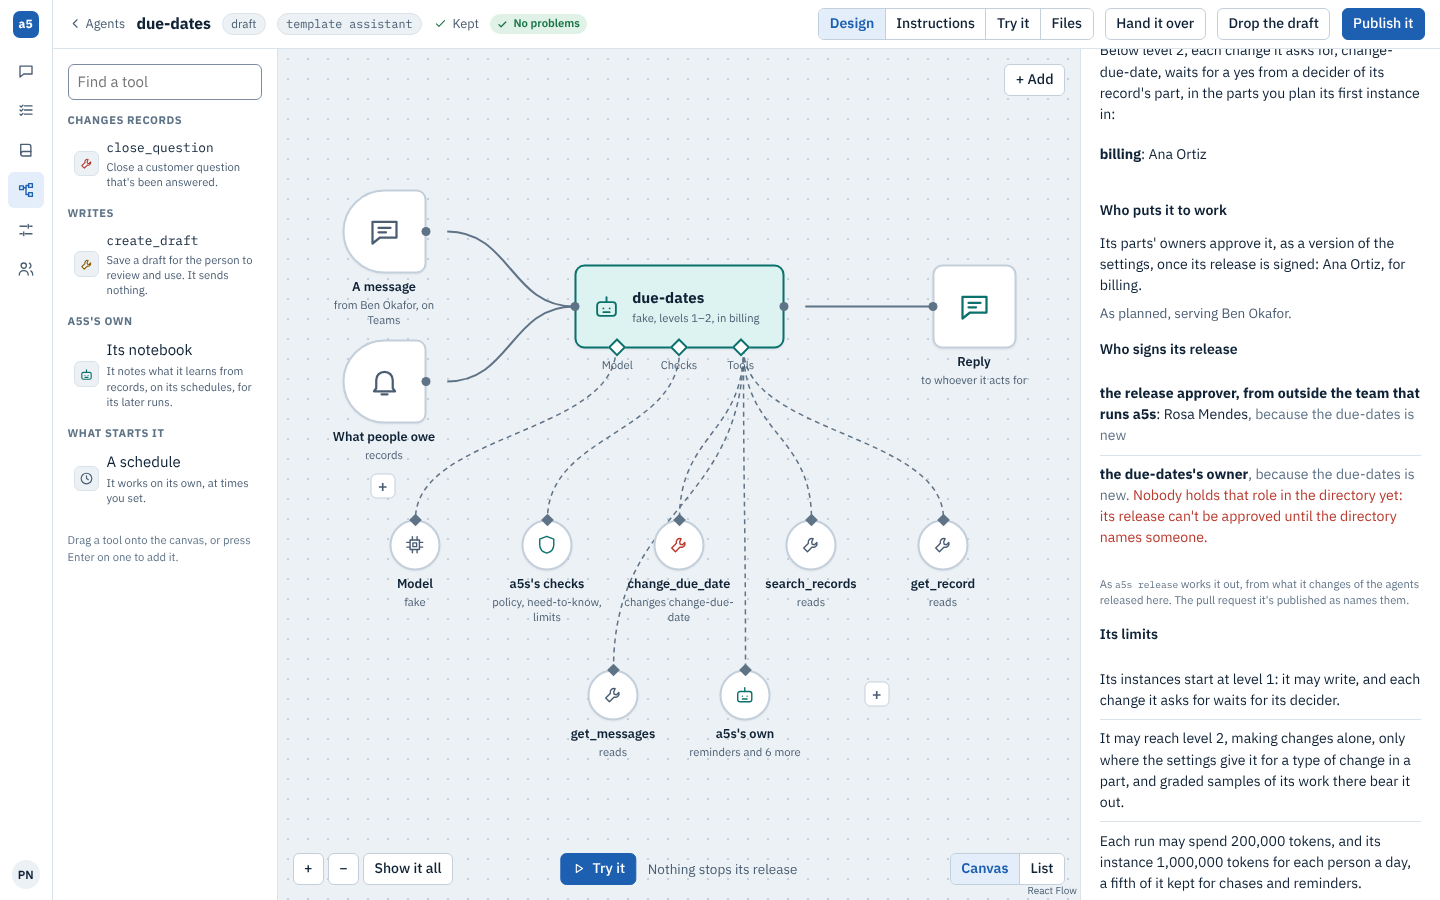 a5
Agents
due-dates
draft
template assistant
Kept
No problems
Design
Instructions
Try it
Files
Hand it over
Drop the draft
Publish it
Find a tool
CHANGES RECORDS
close_question
Close a customer question
that's been answered.
WRITES
create_draft
Save a draft for the person to
review and use. It sends
nothing.
A5S'S OWN
Its notebook
It notes what it learns from
records, on its schedules, for
its later runs.
WHAT STARTS IT
A schedule
It works on its own, at times
you set.
Drag a tool onto the canvas, or press
Enter on one to add it.
PN
+ Add
A message
from Ben Okafor, on
Teams
What people owe
records
+
due-dates
fake, levels 1–2, in billing
Model
Checks
Tools
Reply
to whoever it acts for
Model
fake
a5s's checks
policy, need-to-know,
limits
change_due_date
changes change-due-
date
search_records
reads
get_record
reads
get_messages
reads
a5s's own
reminders and 6 more
+
+
−
Show it all
Try it
Nothing stops its release
Canvas
List
React Flow
Below level 2, each change it asks for, change-
due-date, waits for a yes from a decider of its
record's part, in the parts you plan its first instance
in:
billing: Ana Ortiz
Who puts it to work
Its parts' owners approve it, as a version of the
settings, once its release is signed: Ana Ortiz, for
billing.
As planned, serving Ben Okafor.
Who signs its release
the release approver, from outside the team that
runs a5s: Rosa Mendes, because the due-dates is
new
the due-dates's owner, because the due-dates is
new. Nobody holds that role in the directory yet:
its release can't be approved until the directory
names someone.
As a5s release works it out, from what it changes of the agents
released here. The pull request it's published as names them.
Its limits
Its instances start at level 1: it may write, and each
change it asks for waits for its decider.
It may reach level 2, making changes alone, only
where the settings give it for a type of change in a
part, and graded samples of its work there bear it
out.
Each run may spend 200,000 tokens, and its
instance 1,000,000 tokens for each person a day,
a fifth of it kept for chases and reminders.